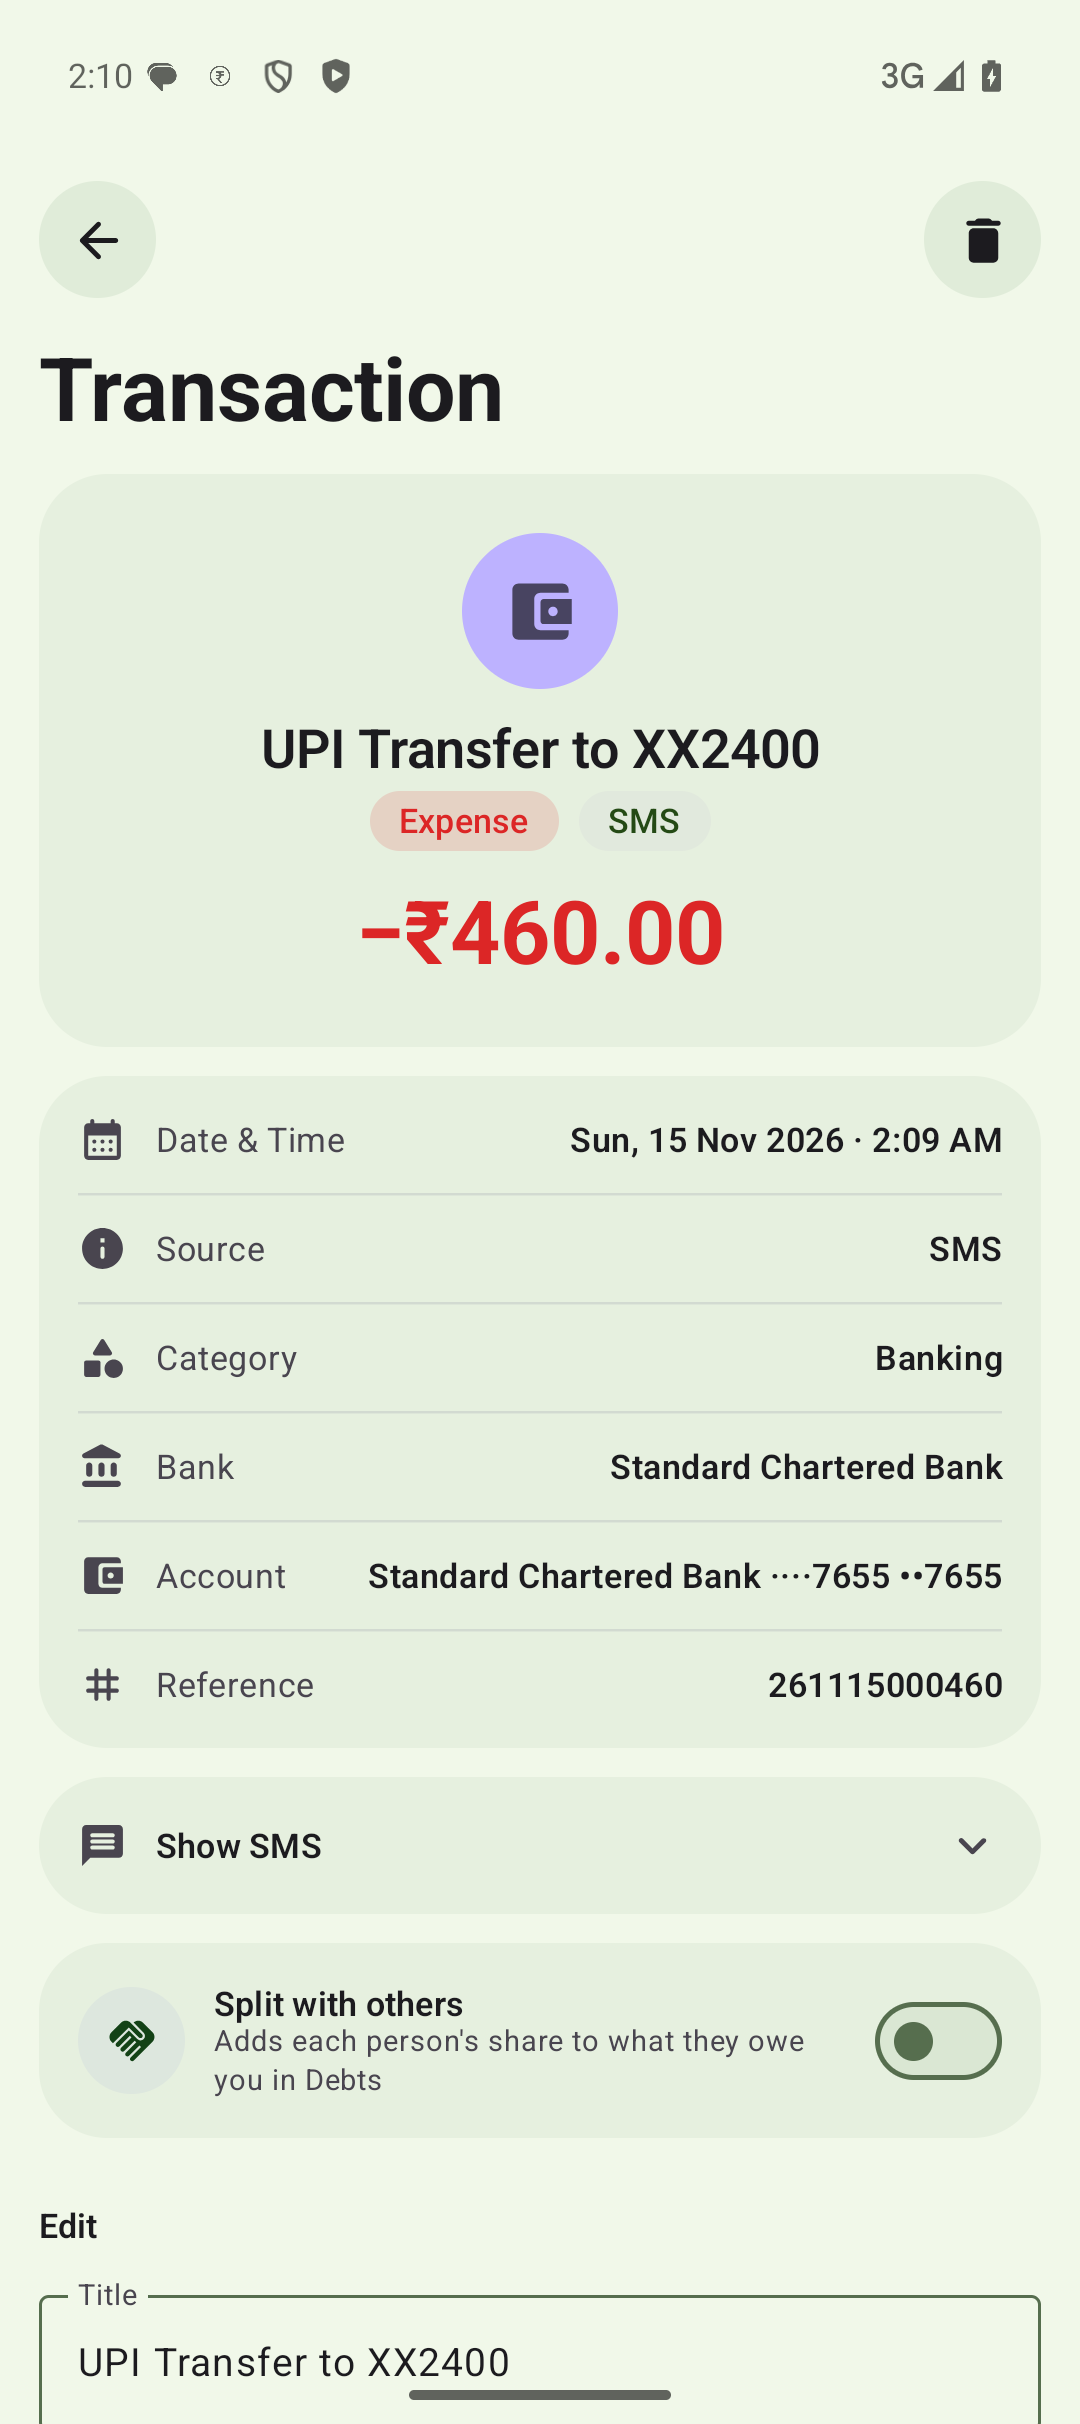 2:10
3G
Transaction
UPI Transfer to XX2400
Expense SMS
−₹460.00
Date & Time Sun, 15 Nov 2026 · 2:09 AM
Source SMS
Category Banking
Bank Standard Chartered Bank
Account Standard Chartered Bank ····7655 ••7655
Reference 261115000460
Show SMS
Split with others
Adds each person's share to what they owe
you in Debts
Edit
Title
UPI Transfer to XX2400